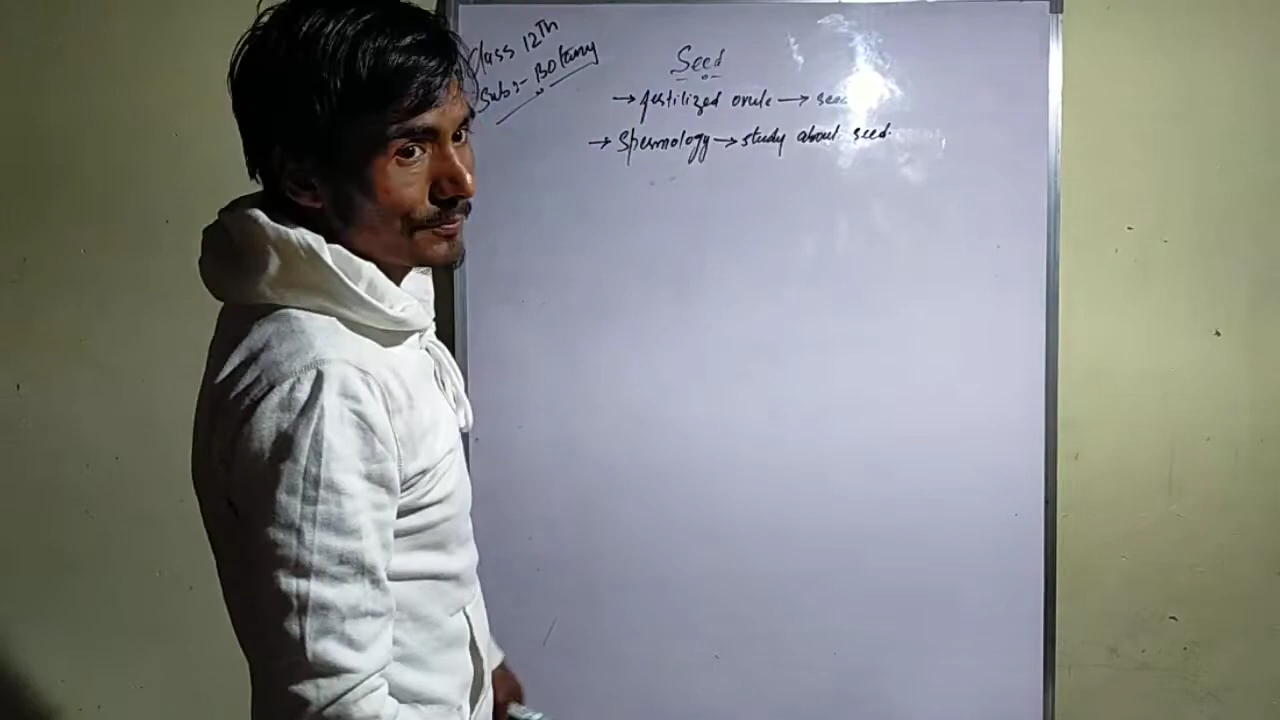 Class 12th
Sub:- Botany
Seed
→ fertilized ovule → seed
→ Spermology → study about seed.